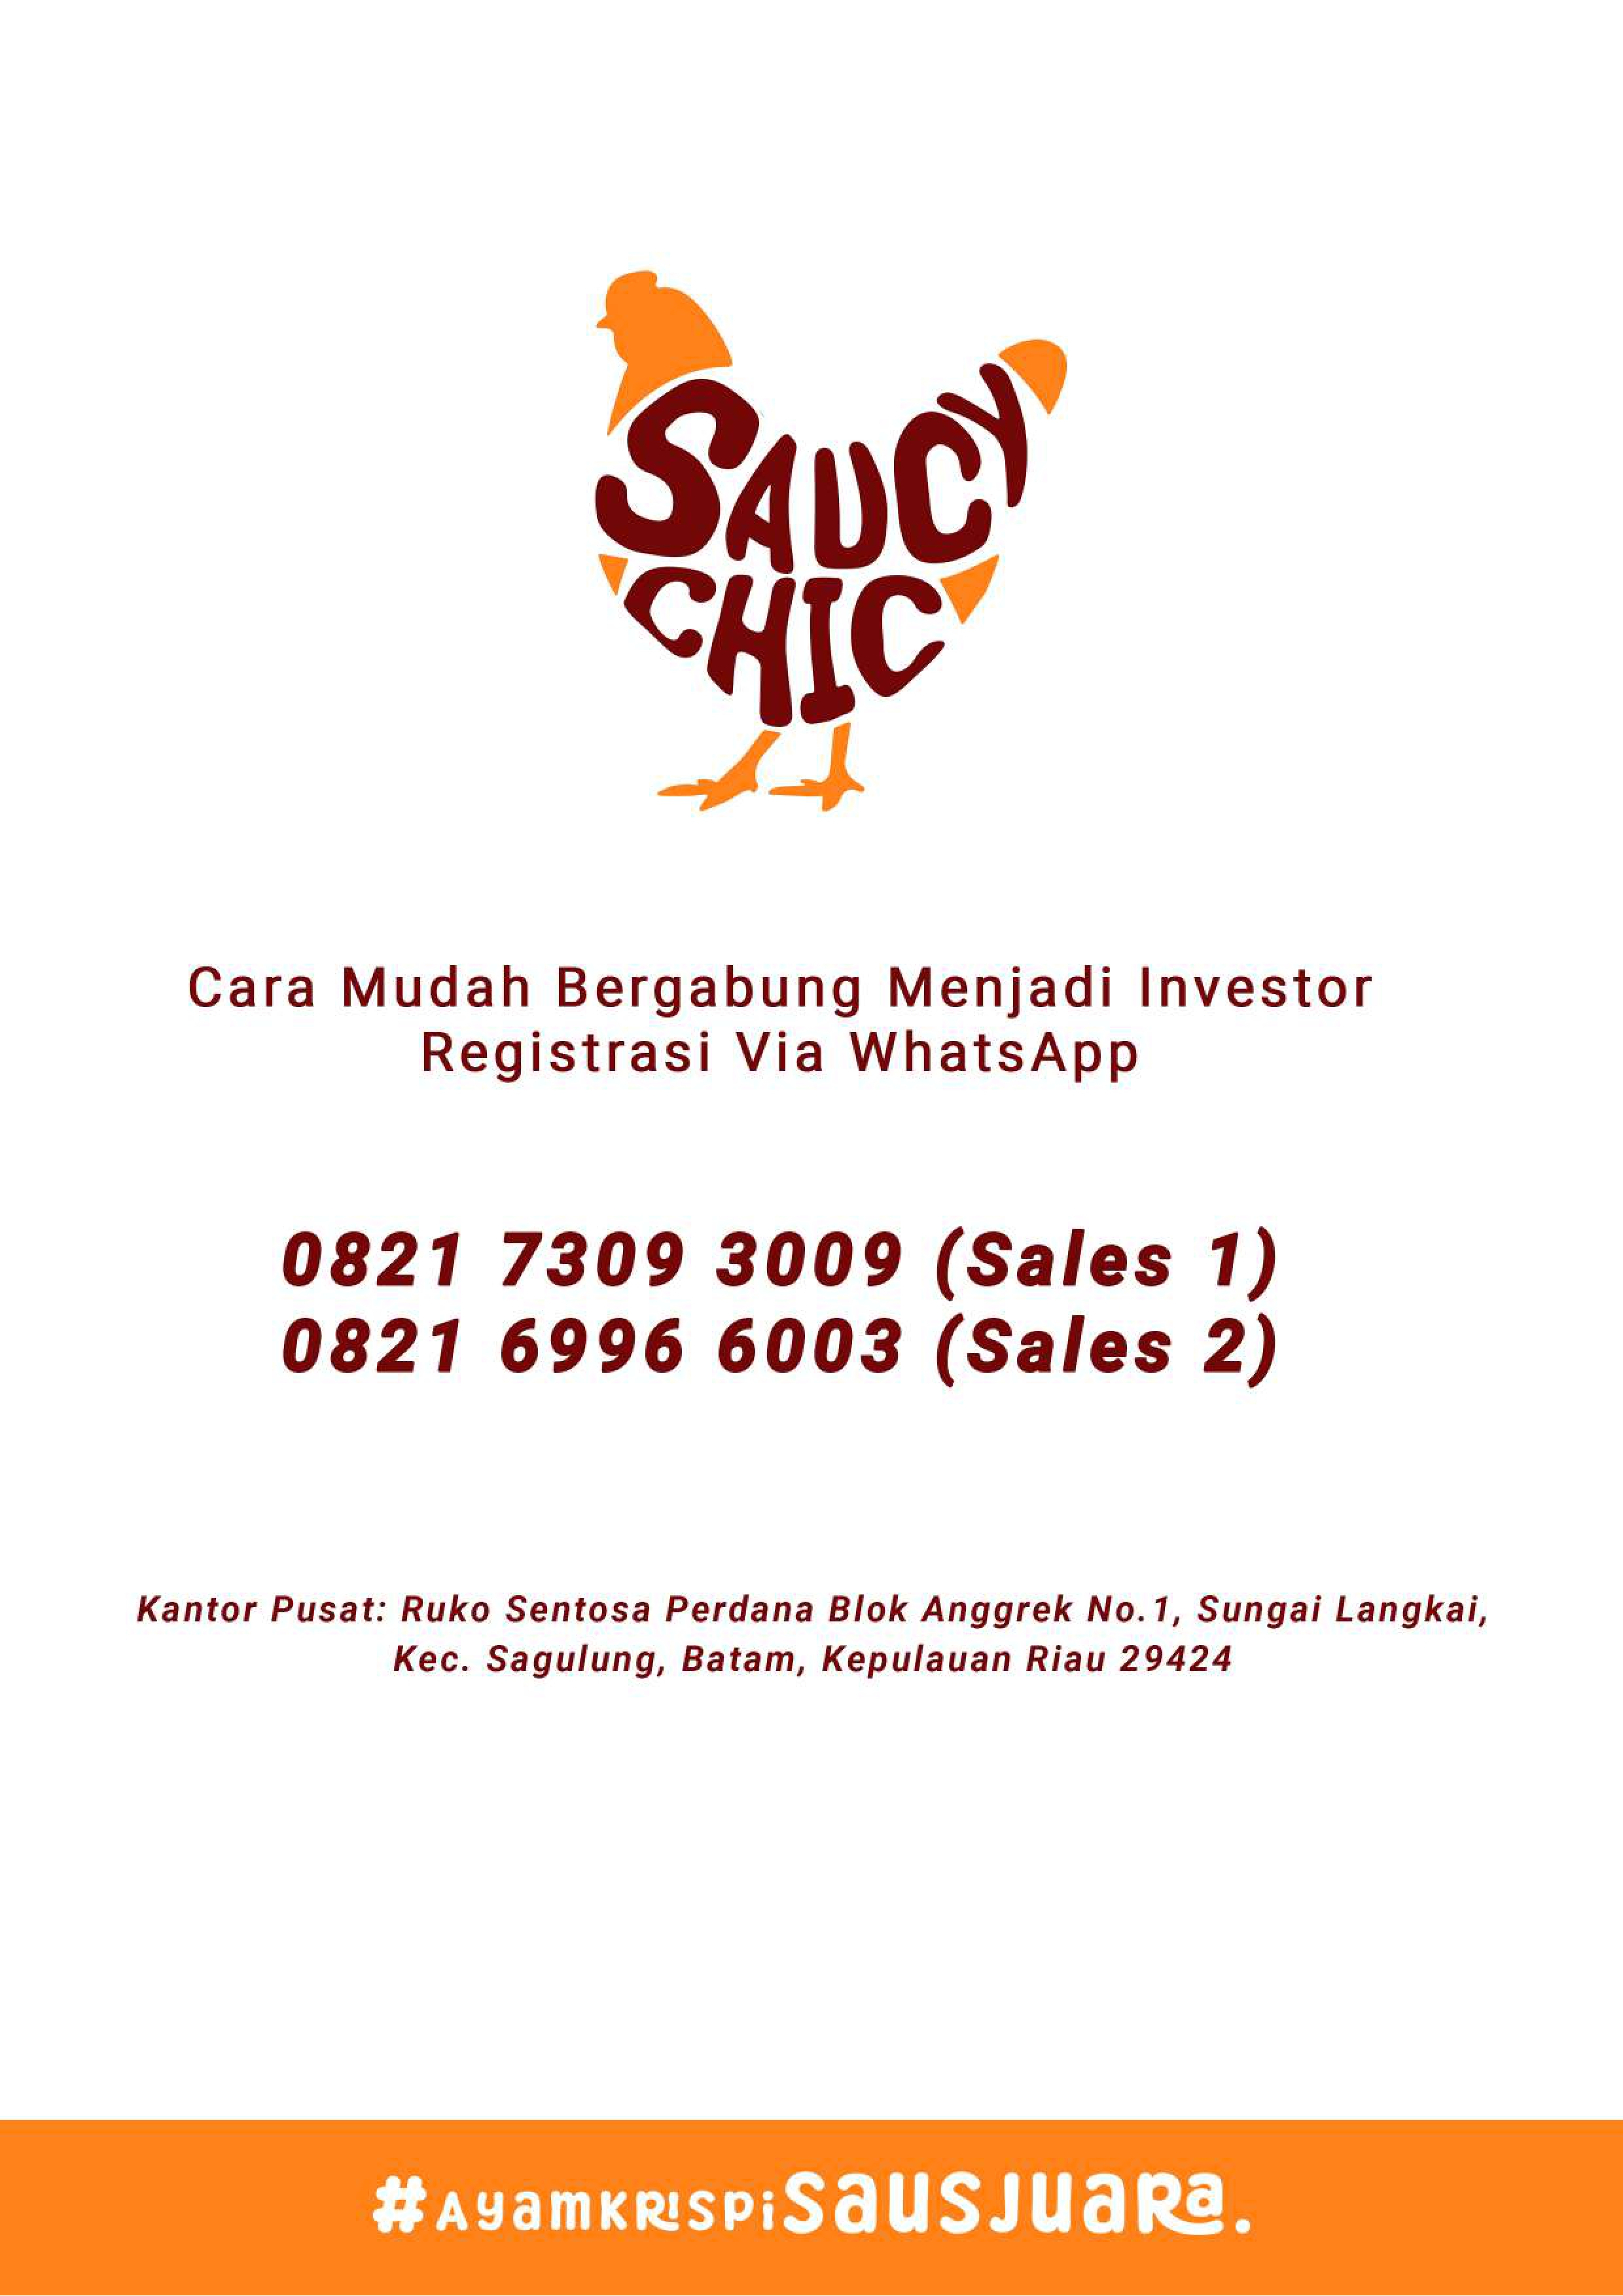 SAUCY
CHIC
Cara Mudah Bergabung Menjadi Investor
Registrasi Via WhatsApp
0821 7309 3009 (Sales 1)
0821 6996 6003 (Sales 2)
Kantor Pusat: Ruko Sentosa Perdana Blok Anggrek No.1, Sungai Langkai,
Kec. Sagulung, Batam, Kepulauan Riau 29424
#AyamKRispiSausJuaRa.